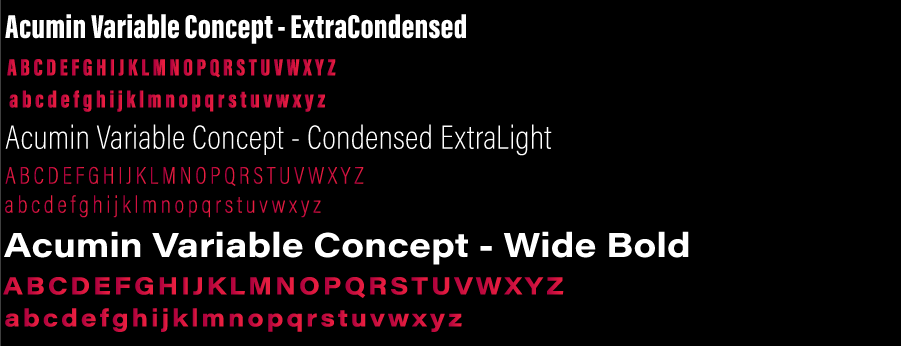 Acumin Variable Concept - ExtraCondensed
ABCDEFGHIJKLMNOPQRSTUVWXYZ
abcdefghijklmnopqrstuvwxyz
Acumin Variable Concept - Condensed ExtraLight
ABCDEFGHIJKLMNOPQRSTUVWXYZ
abcdefghijklmnopqrstuvwxyz
Acumin Variable Concept - Wide Bold
ABCDEFGHIJKLMNOPQRSTUVWXYZ
abcdefghijklmnopqrstuvwxyz